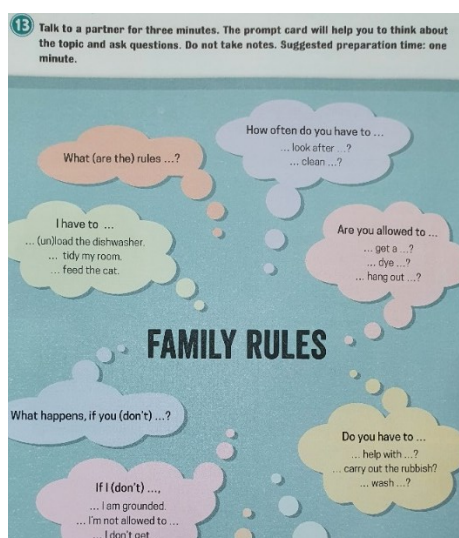 13 Talk to a partner for three minutes. The prompt card will help you to think about
the topic and ask questions. Do not take notes. Suggested preparation time: one
minute.
How often do you have to ...
... look after ...?
... clean ...?
What (are the) rules ...?
I have to ...
... (un)load the dishwasher.
... tidy my room.
... feed the cat.
Are you allowed to ...
... get a ...?
... dye ...?
... hang out ...?
FAMILY RULES
What happens, if you (don't) ...?
Do you have to ...
... help with ...?
... carry out the rubbish?
... wash ...?
If I (don't) ...,
... I am grounded.
... I'm not allowed to ...
... I don't get